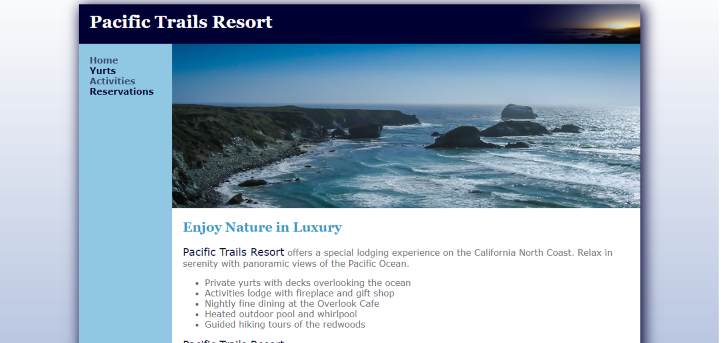 Pacific Trails Resort
Home
Yurts
Activities
Reservations
Enjoy Nature in Luxury
Pacific Trails Resort offers a special lodging experience on the California North Coast. Relax in
serenity with panoramic views of the Pacific Ocean.
Private yurts with decks overlooking the ocean
Activities lodge with fireplace and gift shop
Nightly fine dining at the Overlook Cafe
Heated outdoor pool and whirlpool
Guided hiking tours of the redwoods
Pacific Trails Resort